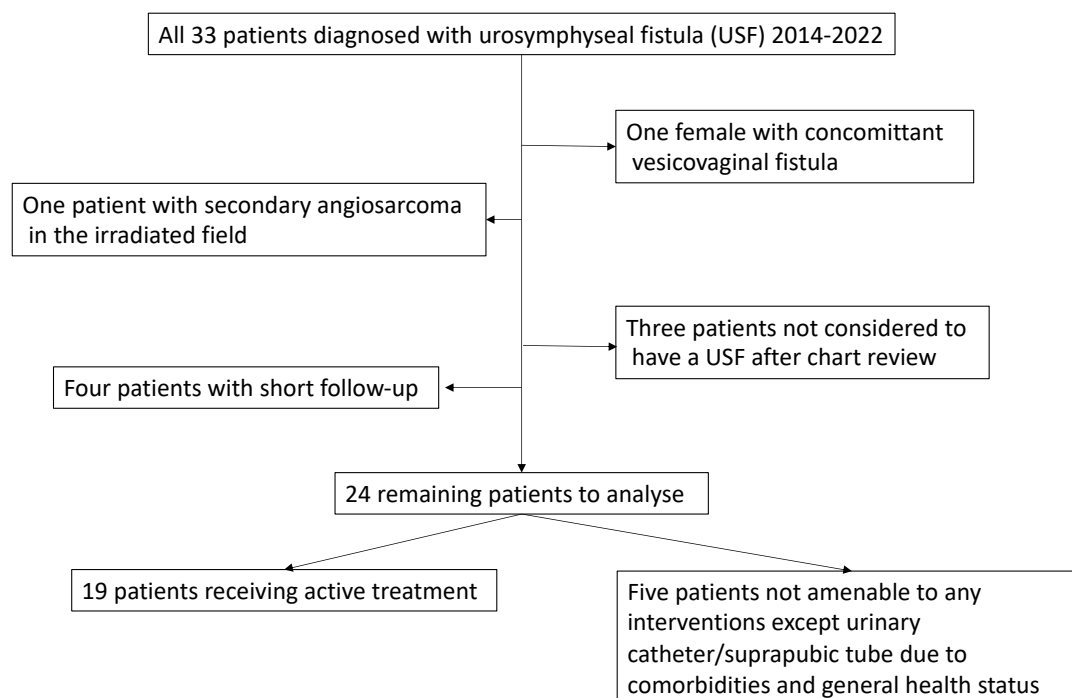 All 33 patients diagnosed with urosymphyseal fistula (USF) 2014-2022
One female with concomittant
vesicovaginal fistula
One patient with secondary angiosarcoma
in the irradiated field
Three patients not considered to
have a USF after chart review
Four patients with short follow-up
24 remaining patients to analyse
19 patients receiving active treatment
Five patients not amenable to any
interventions except urinary
catheter/suprapubic tube due to
comorbidities and general health status